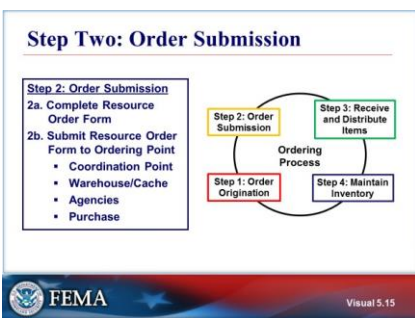 Step Two: Order Submission
Step 2: Order Submission
2a. Complete Resource
Order Form
2b. Submit Resource Order
Form to Ordering Point
▪ Coordination Point
▪ Warehouse/Cache
▪ Agencies
▪ Purchase
Step 2: Order
Submission
Step 3: Receive
and Distribute
Items
Ordering
Process
Step 1: Order
Origination
Step 4: Maintain
Inventory
FEMA
Visual 5.15